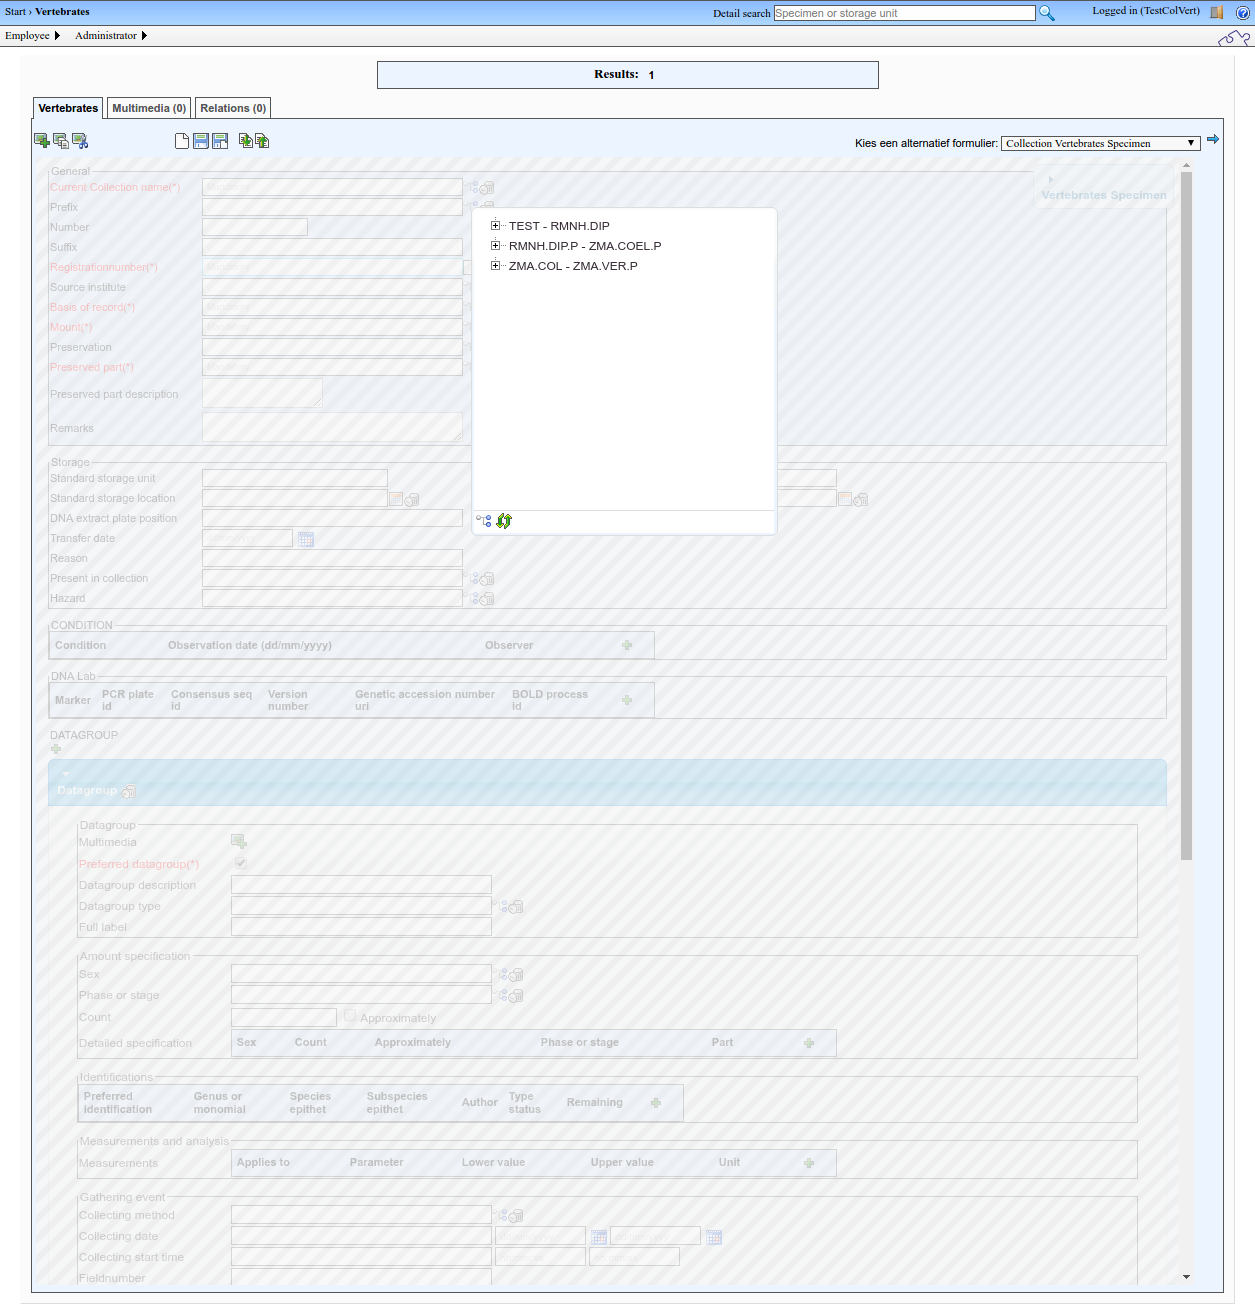 Start › Vertebrates
Detail search Specimen or storage unit
Logged in (TestColVert)
Employee Administrator
Results: 1
Vertebrates Multimedia (0) Relations (0)
Kies een alternatief formulier: Collection Vertebrates Specimen
General
Vertebrates Specimen
Current Collection name(*)
Prefix
Number
Suffix
Registrationnumber(*)
Source institute
Basis of record(*)
Mount(*)
Preservation
Preserved part(*)
Preserved part description
Remarks
TEST - RMNH.DIP
RMNH.DIP.P - ZMA.COEL.P
ZMA.COL - ZMA.VER.P
Storage
Standard storage unit
Standard storage location
DNA extract plate position
Transfer date
Reason
Present in collection
Hazard
CONDITION
Condition Observation date (dd/mm/yyyy) Observer
DNA Lab
Marker PCR plate id Consensus seq id Version number Genetic accession number uri BOLD process id
DATAGROUP
Datagroup
Datagroup
Multimedia
Preferred datagroup(*)
Datagroup description
Datagroup type
Full label
Amount specification
Sex
Phase or stage
Count Approximately
Detailed specification Sex Count Approximately Phase or stage Part
Identifications
Preferred identification Genus or monomial Species epithet Subspecies epithet Author Type status Remaining
Measurements and analysis
Measurements Applies to Parameter Lower value Upper value Unit
Gathering event
Collecting method
Collecting date
Collecting start time
Fieldnumber